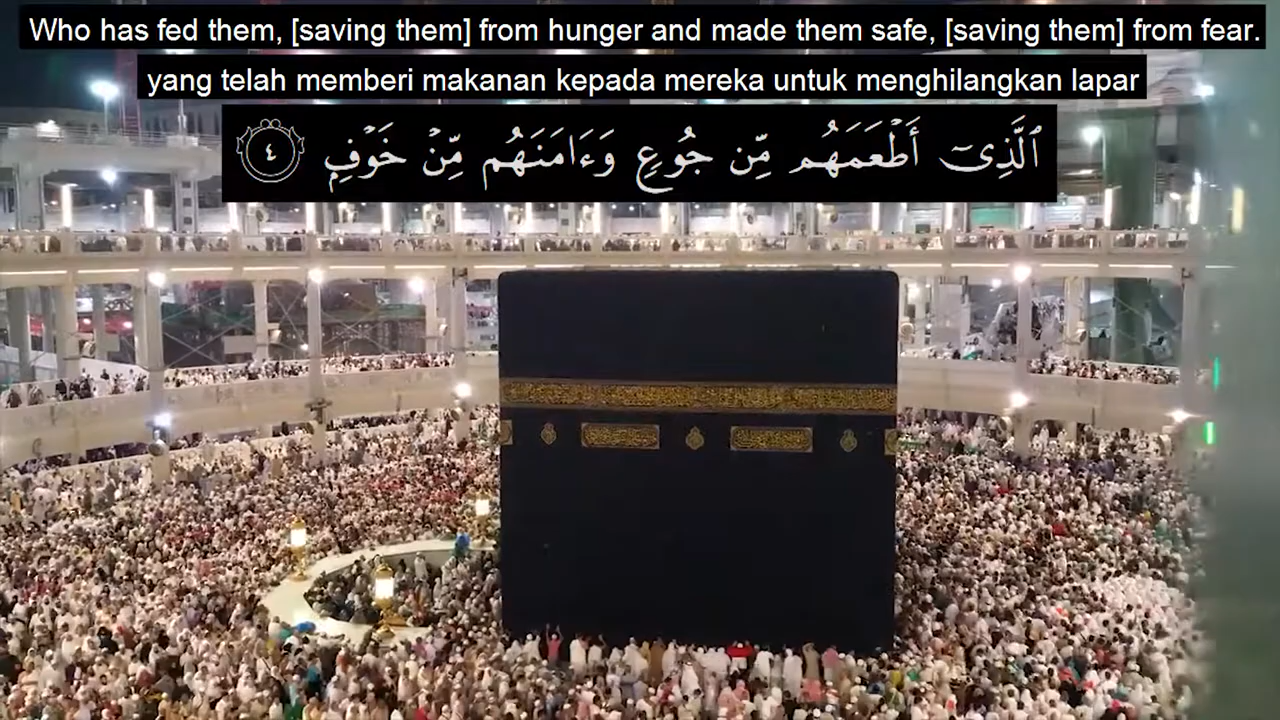 Who has fed them, [saving them] from hunger and made them safe, [saving them] from fear.
yang telah memberi makanan kepada mereka untuk menghilangkan lapar
ٱلَّذِىٓ أَطْعَمَهُم مِّن جُوعٍ وَءَامَنَهُم مِّنْ خَوْفٍۭ ٤